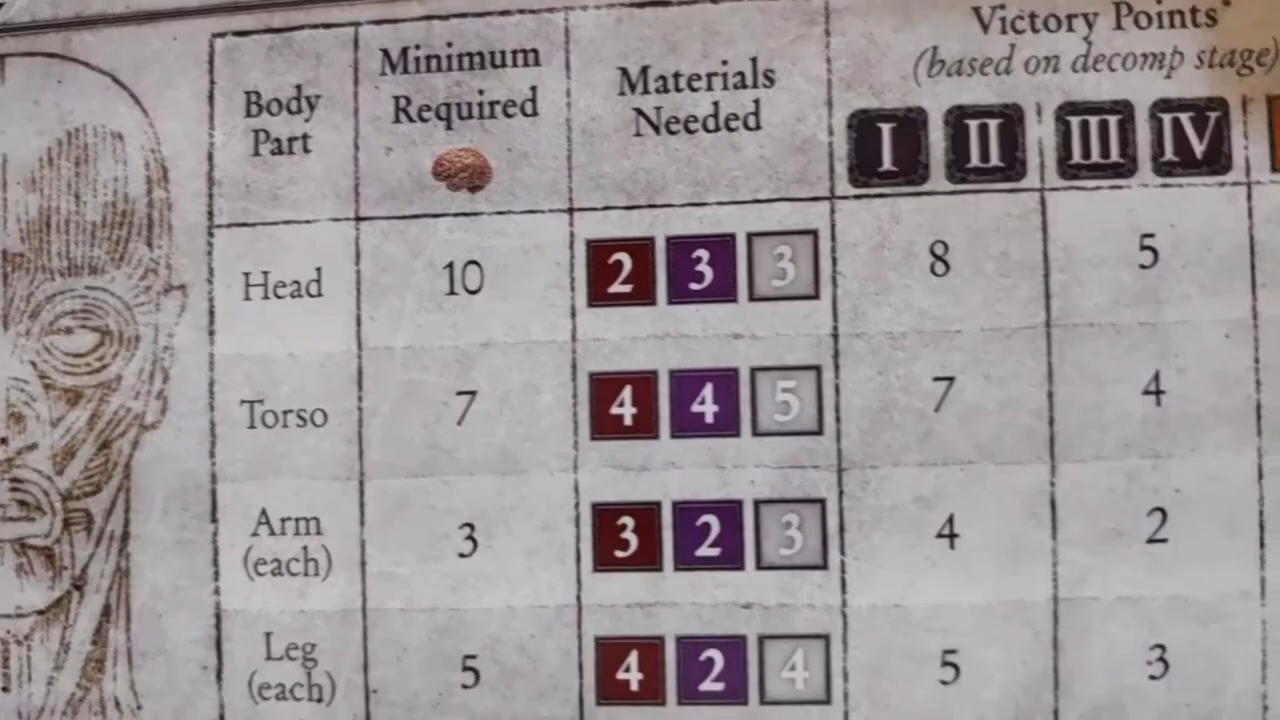 Body Part
Minimum Required
Materials Needed
Victory Points*
(based on decomp stage)
I II III IV
Head 10 2 3 3 8 5
Torso 7 4 4 5 7 4
Arm (each) 3 3 2 3 4 2
Leg (each) 5 4 2 4 5 3